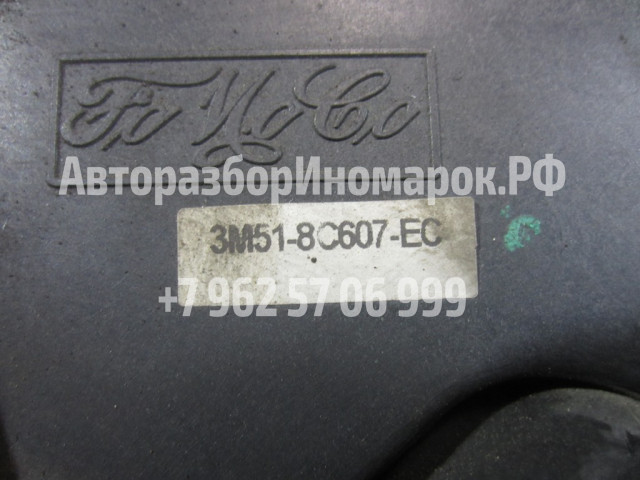 FoMoCo
АвторазборИномарок.РФ
3M51-8C607-EC
+7 962 57 06 999